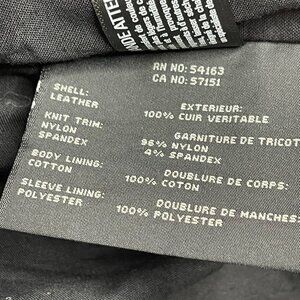 RN NO: 54163
CA NO: 57151
SHELL:
LEATHER
EXTERIEUR:
100% CUIR VERITABLE
KNIT TRIM:
NYLON
SPANDEX
GARNITURE DE TRICOT
96% NYLON
4% SPANDEX
BODY LINING:
COTTON
DOUBLURE DE CORPS:
100% COTON
SLEEVE LINING:
POLYESTER
DOUBLURE DE MANCHES
100% POLYESTER